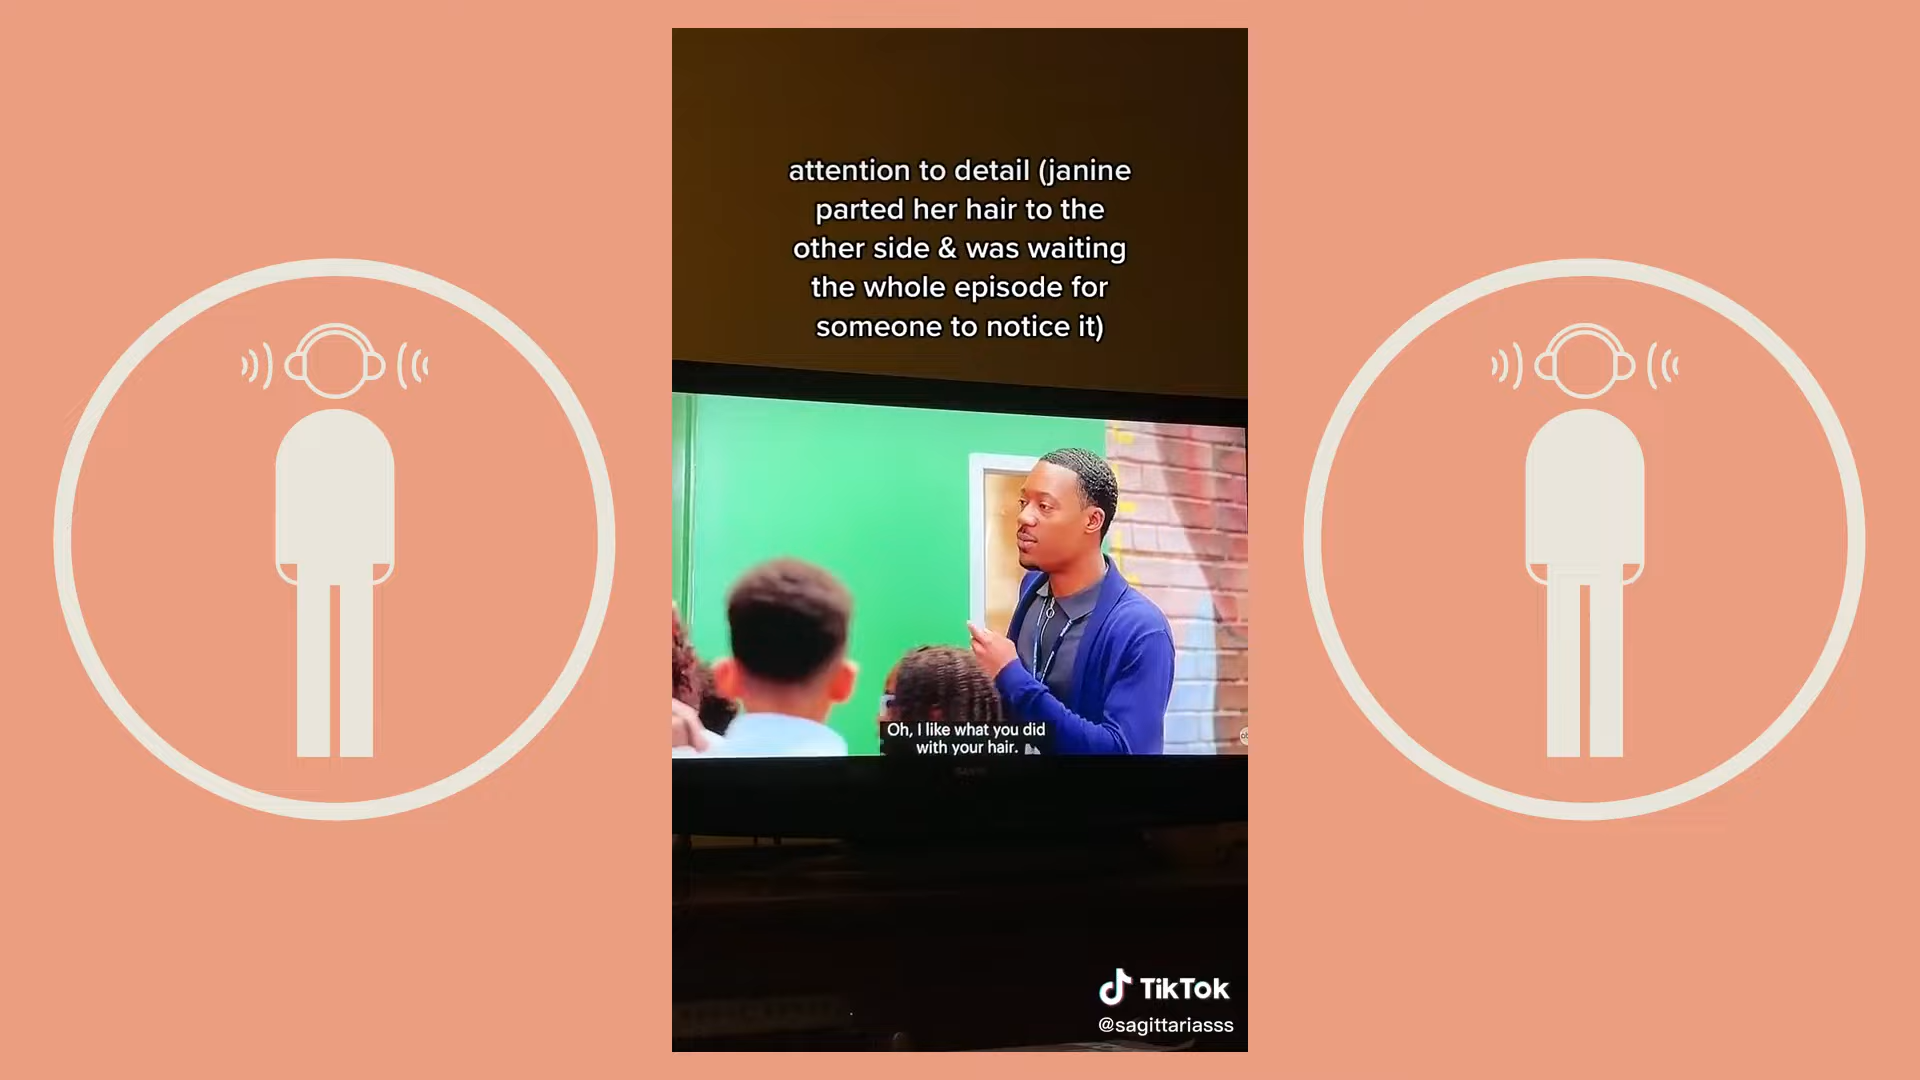 attention to detail (janine
parted her hair to the
other side & was waiting
the whole episode for
someone to notice it)
Oh, I like what you did
with your hair.
TikTok
@sagittariasss